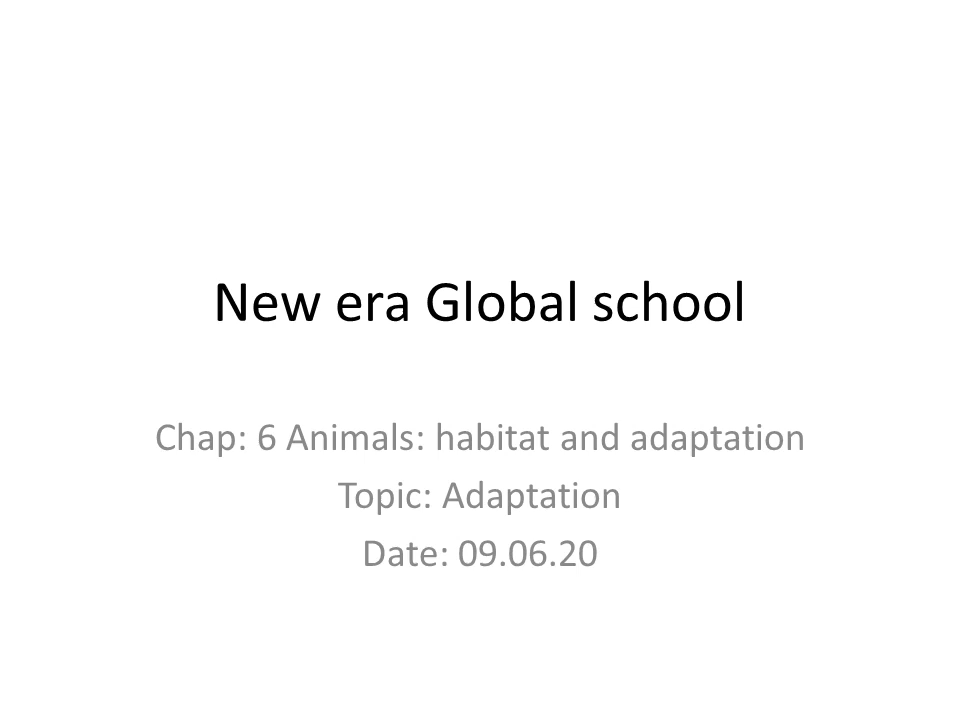 New era Global school
Chap: 6 Animals: habitat and adaptation
Topic: Adaptation
Date: 09.06.20